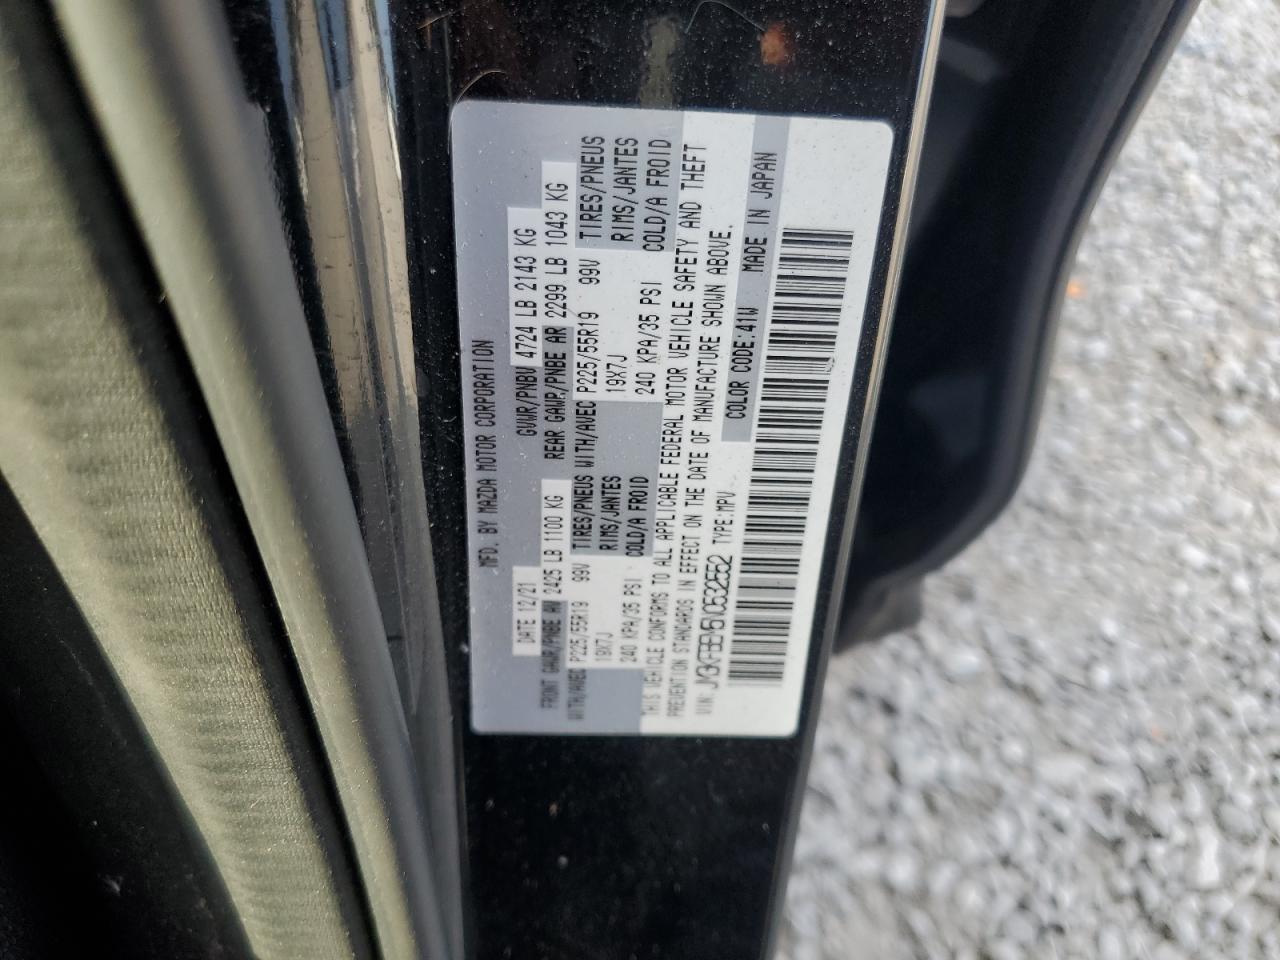 MFD. BY MAZDA MOTOR CORPORATION
DATE 12/21 GVWR/PNBV 4724 LB 2143 KG
FRONT GAWR/PNBE AV 2425 LB 1100 KG REAR GAWR/PNBE AR 2299 LB 1043 KG
WITH/AVEC P225/55R19 99V TIRES/PNEUS WITH/AVEC P225/55R19 99V TIRES/PNEUS
19X7J RIMS/JANTES 19X7J RIMS/JANTES
240 KPA/35 PSI COLD/A FROID 240 KPA/35 PSI COLD/A FROID
THIS VEHICLE CONFORMS TO ALL APPLICABLE FEDERAL MOTOR VEHICLE SAFETY AND THEFT
PREVENTION STANDARDS IN EFFECT ON THE DATE OF MANUFACTURE SHOWN ABOVE.
VIN: TYPE:MPV COLOR CODE:41W MADE IN JAPAN